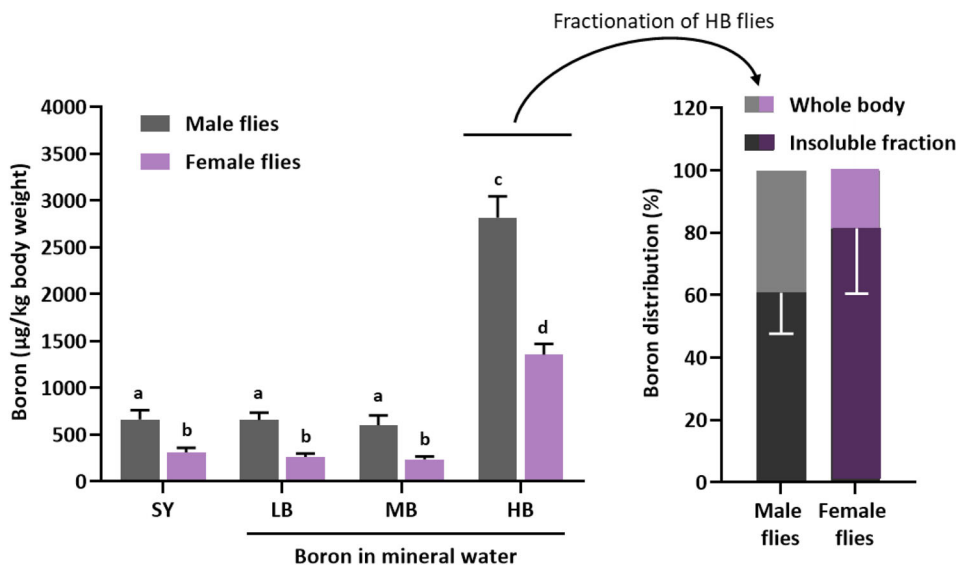 Fractionation of HB flies
Boron (µg/kg body weight)
4000
3500
3000
2500
2000
1500
1000
500
0
Male flies
Female flies
a
b
a
b
a
b
c
d
SY
LB
MB
HB
Boron in mineral water
Boron distribution (%)
120
100
80
60
40
20
0
Whole body
Insoluble fraction
Male
flies
Female
flies